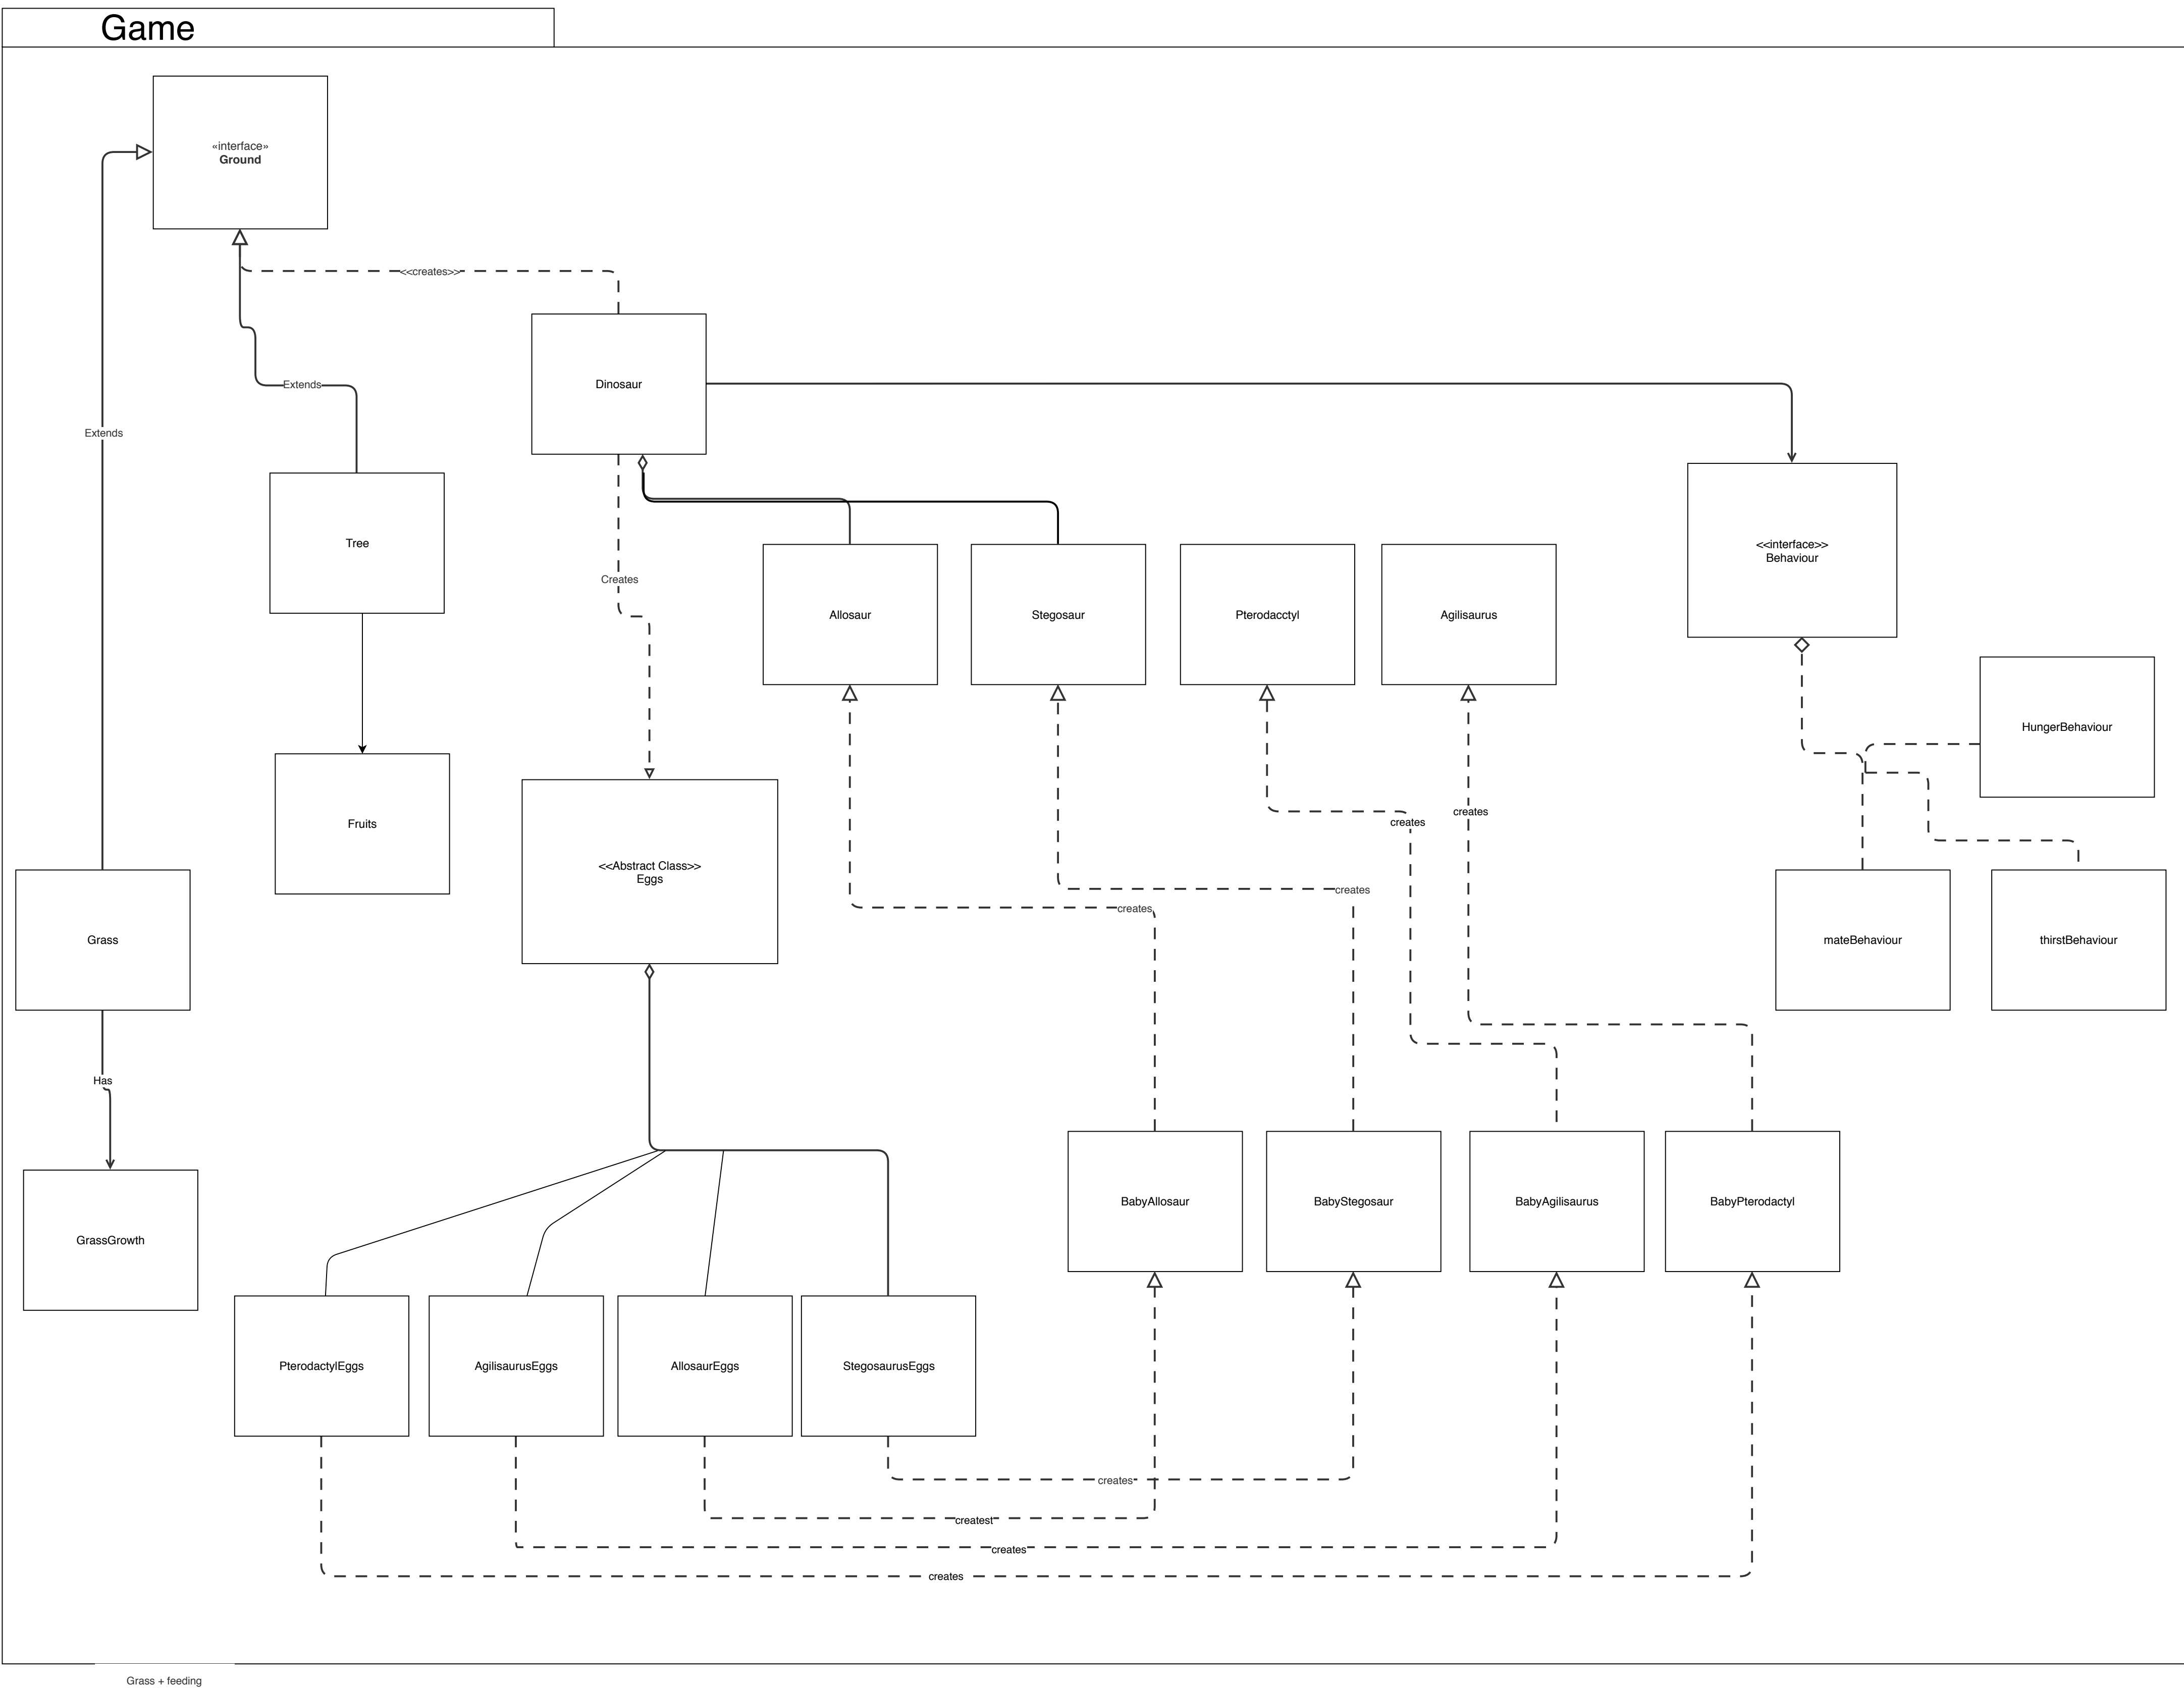 Game
«interface»
Ground
<<creates>>
Dinosaur
Extends
Extends
Tree
<<interface>>
Behaviour
Creates
Allosaur
Stegosaur
Pterodacctyl
Agilisaurus
HungerBehaviour
Fruits
creates
creates
<<Abstract Class>>
Eggs
creates
creates
Grass
mateBehaviour
thirstBehaviour
Has
GrassGrowth
BabyAllosaur
BabyStegosaur
BabyAgilisaurus
BabyPterodactyl
PterodactylEggs
AgilisaurusEggs
AllosaurEggs
StegosaurusEggs
creates
createst
creates
creates
Grass + feeding